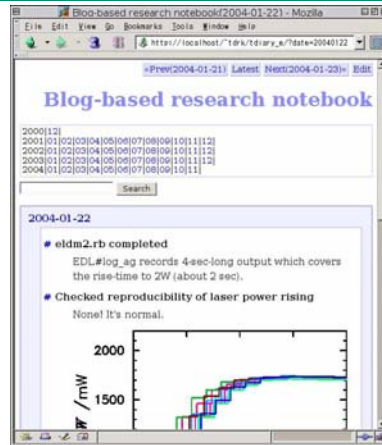 Blog-based research notebook(2004-01-22) - Mozilla
File Edit View Go Bookmarks Tools Window Help
http://localhost/~tdrk/tdiary_e/?date=20040122
«Prev(2004-01-21) Latest Next(2004-01-23)» Edit
Blog-based research notebook
2000|12|
2001|01|02|03|04|05|06|07|08|09|10|11|12|
2002|01|02|03|04|05|06|07|08|09|10|11|12|
2003|01|02|03|04|05|06|07|08|09|10|11|12|
2004|01|02|03|04|05|06|07|08|09|10|11|
Search
2004-01-22
# eldm2.rb completed
EDL#log_ag records 4-sec-long output which covers
the rise-time to 2W (about 2 sec).
# Checked reproducibility of laser power rising
None! It's normal.
2000
1500
/mW